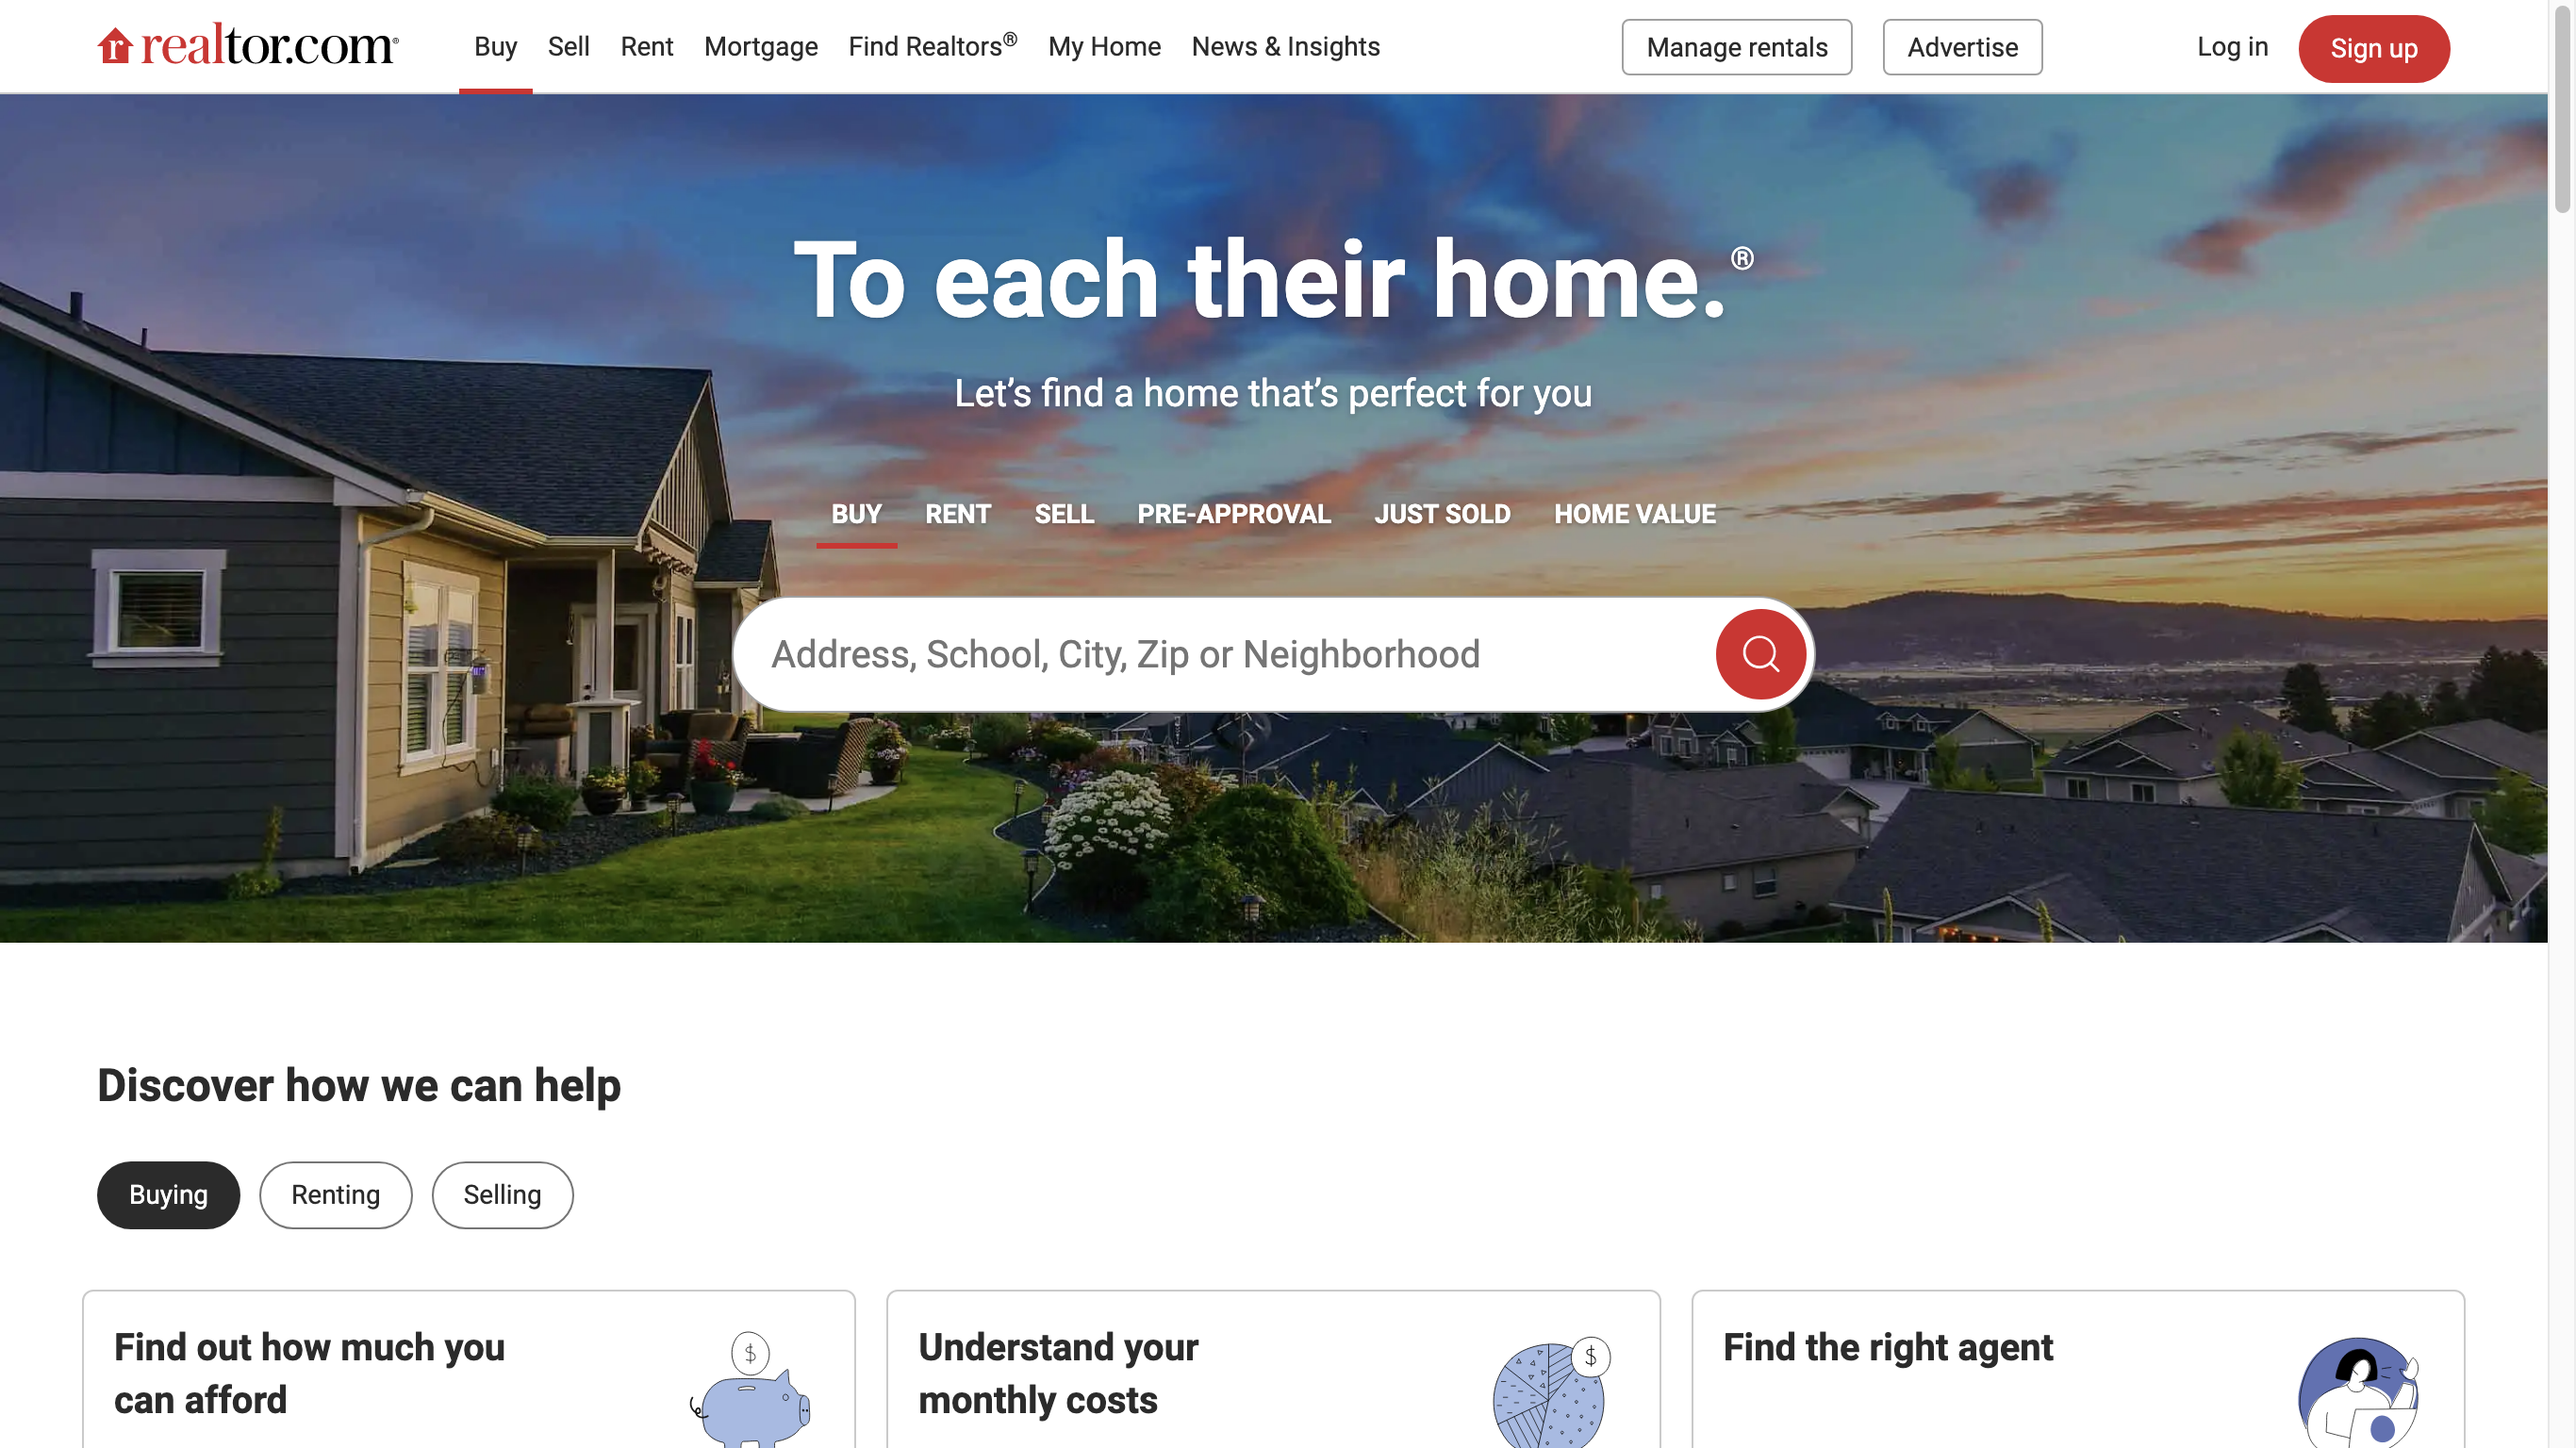 realtor.com®
Buy Sell Rent Mortgage Find Realtors® My Home News & Insights
Manage rentals Advertise Log in Sign up
To each their home.®
Let's find a home that's perfect for you
BUY RENT SELL PRE-APPROVAL JUST SOLD HOME VALUE
Address, School, City, Zip or Neighborhood
Discover how we can help
Buying Renting Selling
Find out how much you
can afford
Understand your
monthly costs
Find the right agent